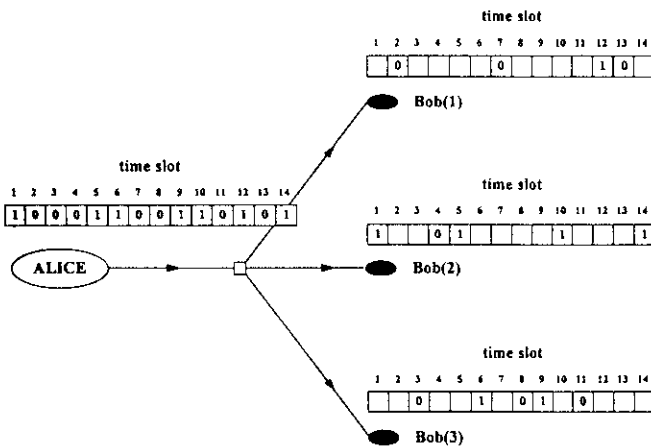 time slot
1 2 3 4 5 6 7 8 9 10 11 12 13 14
0 0 1 0
Bob(1)
time slot
1 2 3 4 5 6 7 8 9 10 11 12 13 14
1 0 0 0 1 1 0 0 1 1 0 1 0 1
ALICE
time slot
1 2 3 4 5 6 7 8 9 10 11 12 13 14
1 0 1 1 1
Bob(2)
time slot
1 2 3 4 5 6 7 8 9 10 11 12 13 14
0 1 0 1 0
Bob(3)